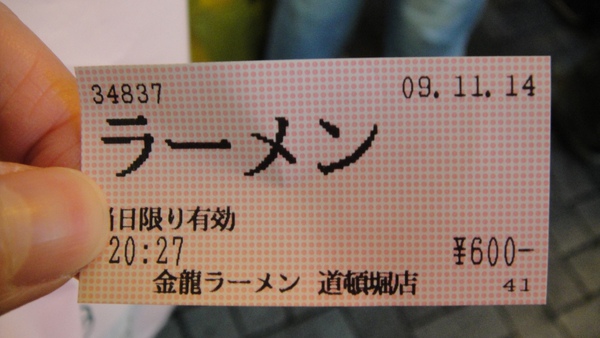 34837 09.11.14
ラーメン
当日限り有効
20:27 ¥600-
金龍ラーメン 道頓堀店 41